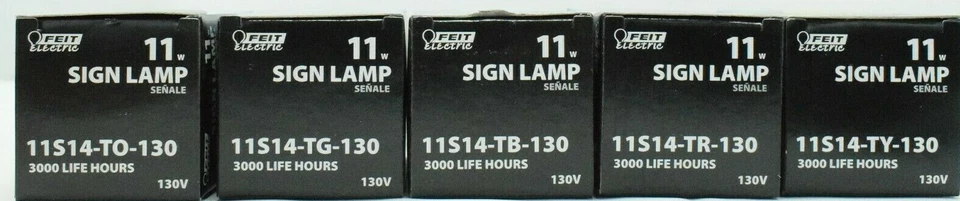 FEIT
Electric
11w
SIGN LAMP
SEÑALE
11S14-TO-130
3000 LIFE HOURS
130V
FEIT
Electric
11w
SIGN LAMP
SEÑALE
11S14-TG-130
3000 LIFE HOURS
130V
FEIT
Electric
11w
SIGN LAMP
SEÑALE
11S14-TB-130
3000 LIFE HOURS
130V
FEIT
Electric
11w
SIGN LAMP
SEÑALE
11S14-TR-130
3000 LIFE HOURS
130V
FEIT
Electric
11w
SIGN LAMP
SEÑALE
11S14-TY-130
3000 LIFE HOURS
130V